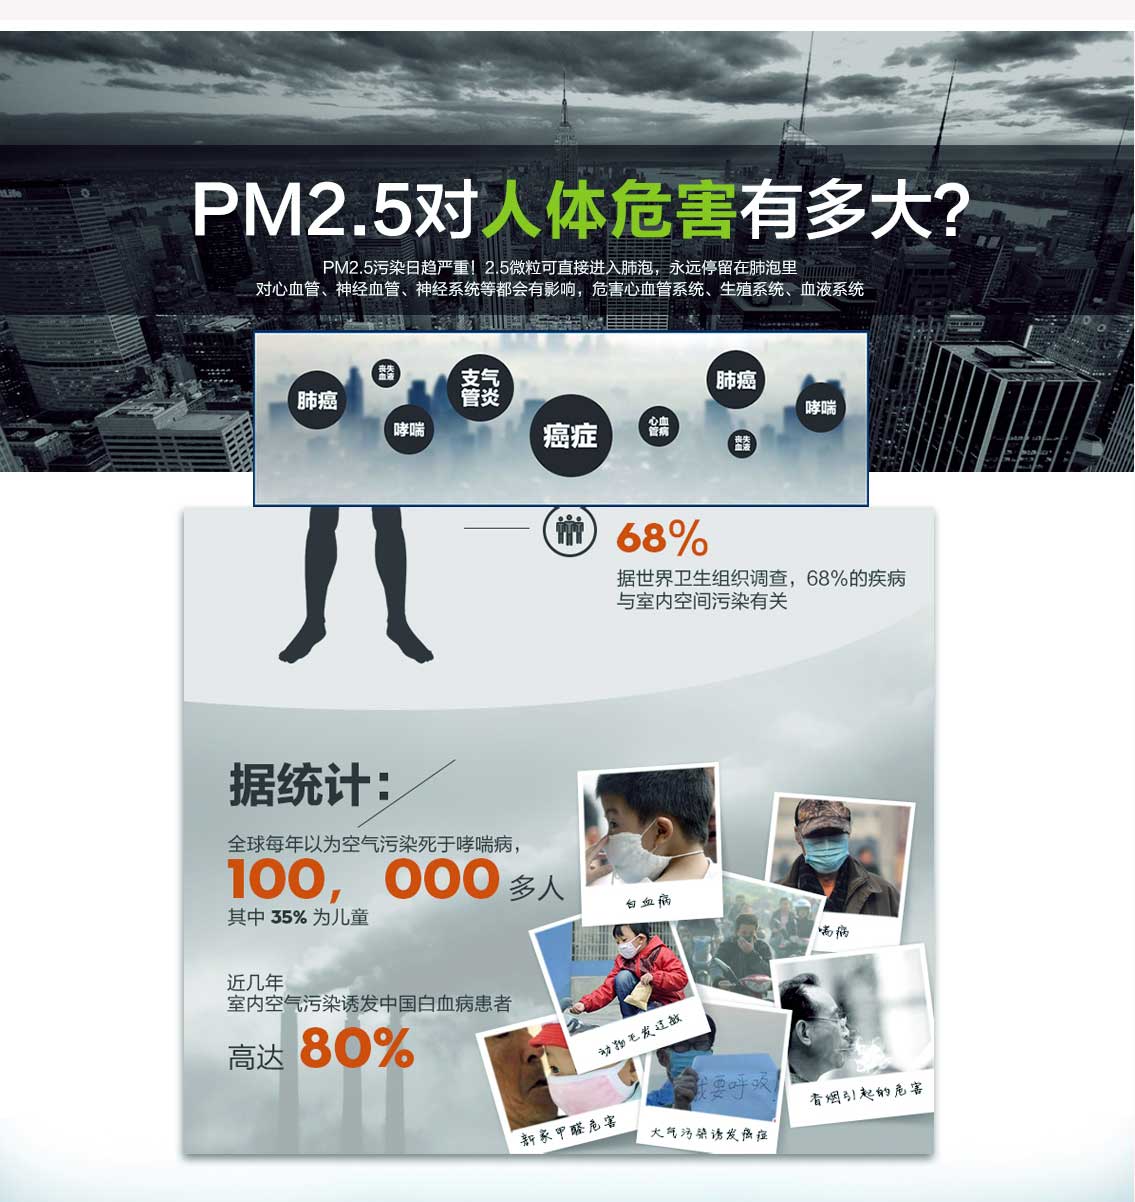 PM2.5对人体危害有多大?
PM2.5污染日趋严重！2.5微粒可直接进入肺泡，永远停留在肺泡里
对心血管、神经血管、神经系统等都会有影响，危害心血管系统、生殖系统、血液系统
肺癌
丧失
血液
哮喘
支气
管炎
癌症
心血
管病
肺癌
丧失
血液
哮喘
68%
据世界卫生组织调查，68%的疾病
与室内空间污染有关
据统计：
全球每年以为空气污染死于哮喘病，
100，000 多人
其中 35% 为儿童
近几年
室内空气污染诱发中国白血病患者
高达 80%
白血病
喘病
动物毛发过敏
我要呼吸!
香烟引起的危害
新家甲醛危害
大气污染诱发癌症